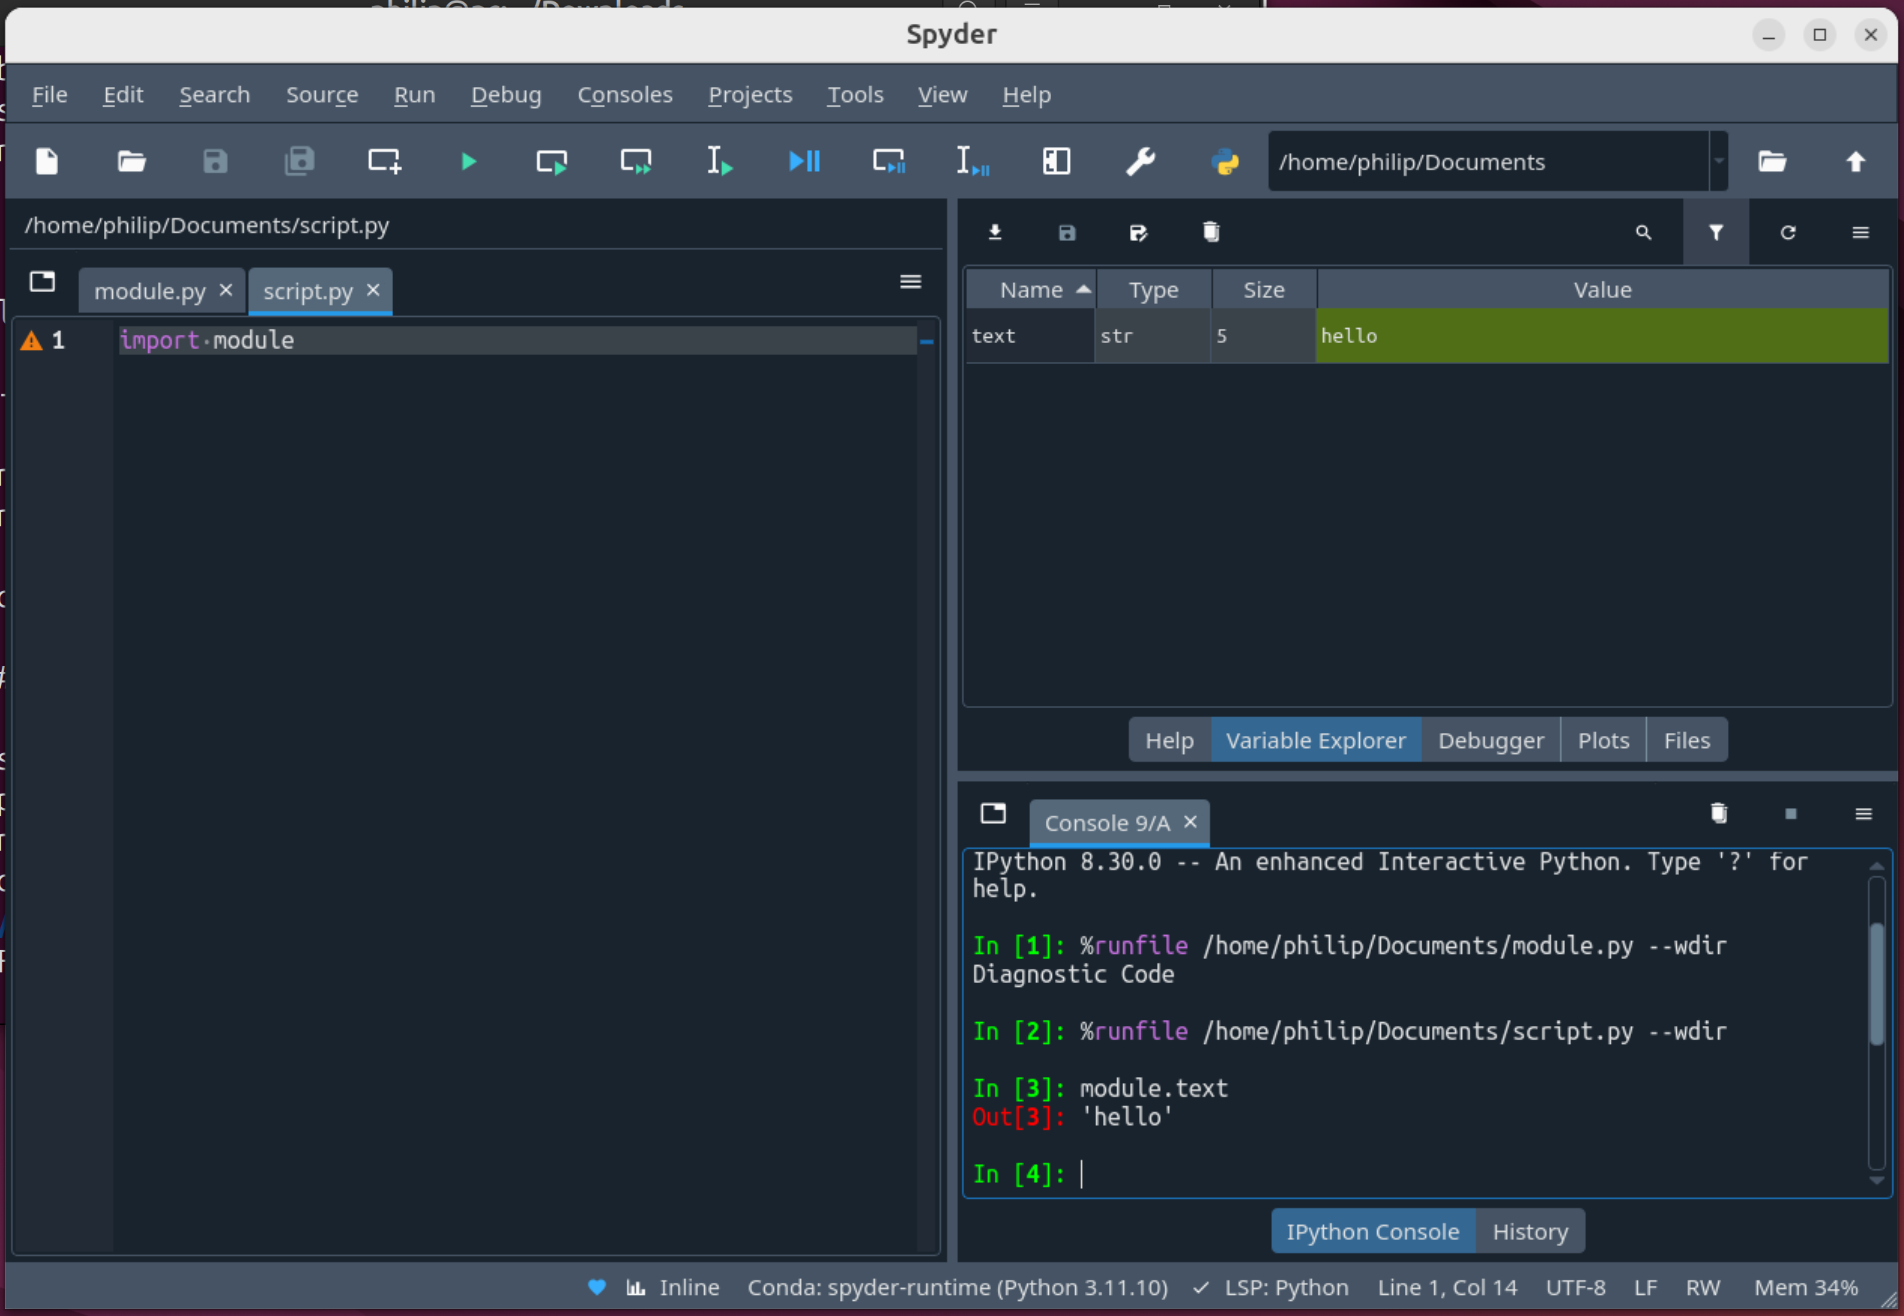 Spyder
File Edit Search Source Run Debug Consoles Projects Tools View Help
/home/philip/Documents
/home/philip/Documents/script.py
module.py script.py
1 import module
Name Type Size Value
text str 5 hello
Help Variable Explorer Debugger Plots Files
Console 9/A
IPython 8.30.0 -- An enhanced Interactive Python. Type '?' for
help.
In [1]: %runfile /home/philip/Documents/module.py --wdir
Diagnostic Code
In [2]: %runfile /home/philip/Documents/script.py --wdir
In [3]: module.text
Out[3]: 'hello'
In [4]:
IPython Console History
Inline Conda: spyder-runtime (Python 3.11.10) LSP: Python Line 1, Col 14 UTF-8 LF RW Mem 34%